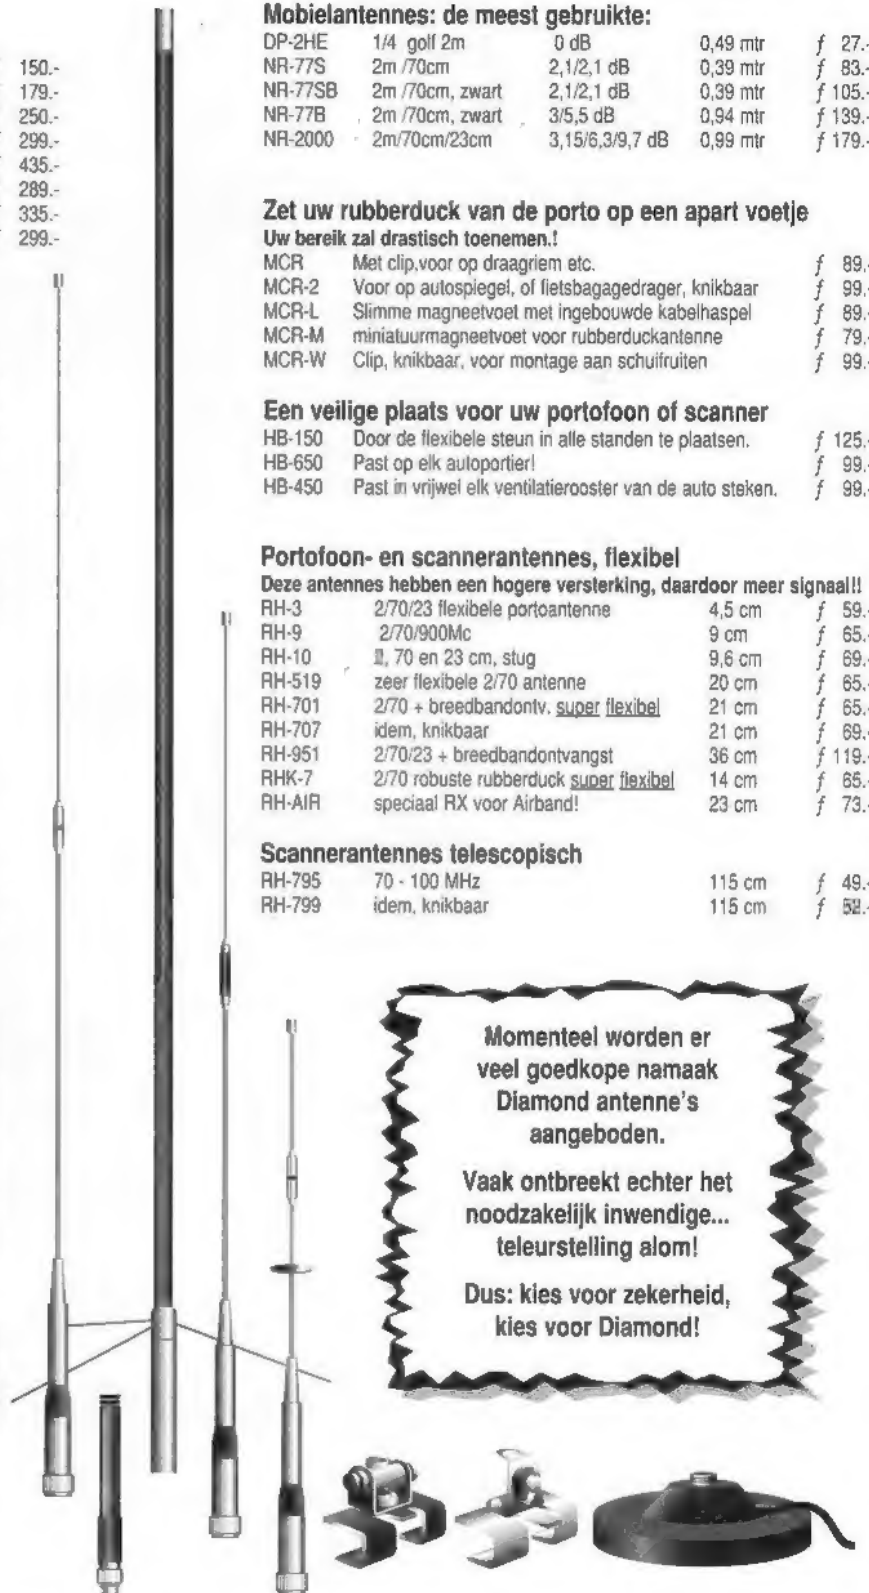 150.-
179.-
250.-
299.-
435.-
289.-
335.-
299.-
Mobielantennes: de meest gebruikte:
DP-2HE 1/4 golf 2m 0 dB 0,49 mtr ƒ 27.-
NR-77S 2m /70cm 2,1/2,1 dB 0,39 mtr ƒ 83.-
NR-77SB 2m /70cm, zwart 2,1/2,1 dB 0,39 mtr ƒ 105.-
NR-77B 2m /70cm, zwart 3/5,5 dB 0,94 mtr ƒ 139.-
NR-2000 2m/70cm/23cm 3,15/6,3/9,7 dB 0,99 mtr ƒ 179.-
Zet uw rubberduck van de porto op een apart voetje
Uw bereik zal drastisch toenemen.!
MCR Met clip,voor op draagriem etc. ƒ 89.-
MCR-2 Voor op autospiegel, of fietsbagagedrager, knikbaar ƒ 99.-
MCR-L Slimme magneetvoet met ingebouwde kabelhaspel ƒ 89.-
MCR-M miniatuurmagneetvoet voor rubberduckantenne ƒ 79.-
MCR-W Clip, knikbaar, voor montage aan schuifruiten ƒ 99.-
Een veilige plaats voor uw portofoon of scanner
HB-150 Door de flexibele steun in alle standen te plaatsen. ƒ 125.-
HB-650 Past op elk autoportier! ƒ 99.-
HB-450 Past in vrijwel elk ventilatierooster van de auto steken. ƒ 99.-
Portofoon- en scannerantennes, flexibel
Deze antennes hebben een hogere versterking, daardoor meer signaal!!
RH-3 2/70/23 flexibele portoantenne 4,5 cm ƒ 59.-
RH-9 2/70/900Mc 9 cm ƒ 65.-
RH-10 2, 70 en 23 cm, stug 9,6 cm ƒ 69.-
RH-519 zeer flexibele 2/70 antenne 20 cm ƒ 65.-
RH-701 2/70 + breedbandontv. super flexibel 21 cm ƒ 65.-
RH-707 idem, knikbaar 21 cm ƒ 69.-
RH-951 2/70/23 + breedbandontvangst 36 cm ƒ 119.-
RHK-7 2/70 robuste rubberduck super flexibel 14 cm ƒ 65.-
RH-AIR speciaal RX voor Airband! 23 cm ƒ 73.-
Scannerantennes telescopisch
RH-795 70 - 100 MHz 115 cm ƒ 49.-
RH-799 idem, knikbaar 115 cm ƒ
Momenteel worden er
veel goedkope namaak
Diamond antenne's
aangeboden.
Vaak ontbreekt echter het
noodzakelijk inwendige...
teleurstelling alom!
Dus: kies voor zekerheid,
kies voor Diamond!